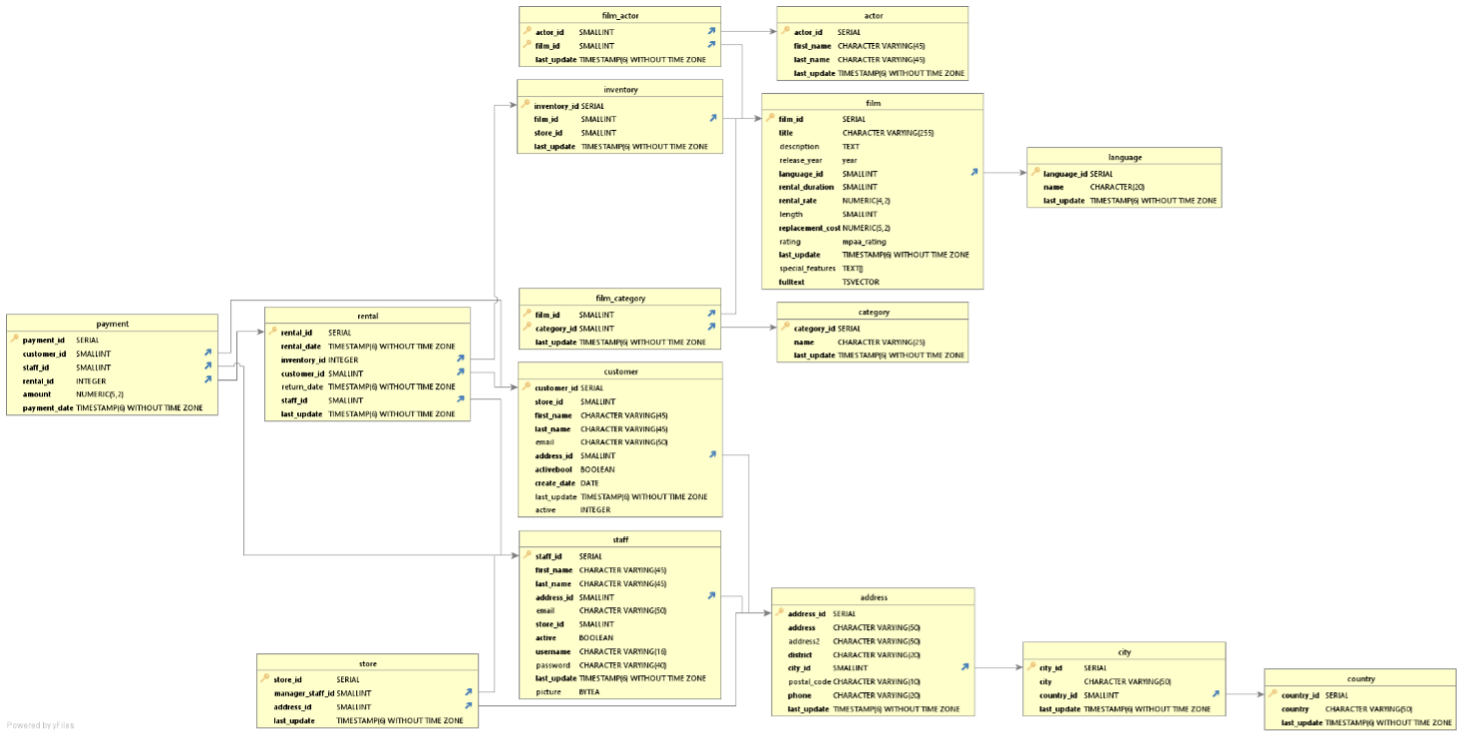 film_actor
actor_id SMALLINT
film_id SMALLINT
last_update TIMESTAMP(6) WITHOUT TIME ZONE
actor
actor_id SERIAL
first_name CHARACTER VARYING(45)
last_name CHARACTER VARYING(45)
last_update TIMESTAMP(6) WITHOUT TIME ZONE
inventory
inventory_id SERIAL
film_id SMALLINT
store_id SMALLINT
last_update TIMESTAMP(6) WITHOUT TIME ZONE
film
film_id SERIAL
title CHARACTER VARYING(255)
description TEXT
release_year year
language_id SMALLINT
rental_duration SMALLINT
rental_rate NUMERIC(4,2)
length SMALLINT
replacement_cost NUMERIC(5,2)
rating mpaa_rating
last_update TIMESTAMP(6) WITHOUT TIME ZONE
special_features TEXT[]
fulltext TSVECTOR
language
language_id SERIAL
name CHARACTER(20)
last_update TIMESTAMP(6) WITHOUT TIME ZONE
film_category
film_id SMALLINT
category_id SMALLINT
last_update TIMESTAMP(6) WITHOUT TIME ZONE
category
category_id SERIAL
name CHARACTER VARYING(25)
last_update TIMESTAMP(6) WITHOUT TIME ZONE
payment
payment_id SERIAL
customer_id SMALLINT
staff_id SMALLINT
rental_id INTEGER
amount NUMERIC(5,2)
payment_date TIMESTAMP(6) WITHOUT TIME ZONE
rental
rental_id SERIAL
rental_date TIMESTAMP(6) WITHOUT TIME ZONE
inventory_id INTEGER
customer_id SMALLINT
return_date TIMESTAMP(6) WITHOUT TIME ZONE
staff_id SMALLINT
last_update TIMESTAMP(6) WITHOUT TIME ZONE
customer
customer_id SERIAL
store_id SMALLINT
first_name CHARACTER VARYING(45)
last_name CHARACTER VARYING(45)
email CHARACTER VARYING(50)
address_id SMALLINT
activebool BOOLEAN
create_date DATE
last_update TIMESTAMP(6) WITHOUT TIME ZONE
active INTEGER
staff
staff_id SERIAL
first_name CHARACTER VARYING(45)
last_name CHARACTER VARYING(45)
address_id SMALLINT
email CHARACTER VARYING(50)
store_id SMALLINT
active BOOLEAN
username CHARACTER VARYING(16)
password CHARACTER VARYING(40)
last_update TIMESTAMP(6) WITHOUT TIME ZONE
picture BYTEA
store
store_id SERIAL
manager_staff_id SMALLINT
address_id SMALLINT
last_update TIMESTAMP(6) WITHOUT TIME ZONE
address
address_id SERIAL
address CHARACTER VARYING(50)
address2 CHARACTER VARYING(50)
district CHARACTER VARYING(20)
city_id SMALLINT
postal_code CHARACTER VARYING(10)
phone CHARACTER VARYING(20)
last_update TIMESTAMP(6) WITHOUT TIME ZONE
city
city_id SERIAL
city CHARACTER VARYING(50)
country_id SMALLINT
last_update TIMESTAMP(6) WITHOUT TIME ZONE
country
country_id SERIAL
country CHARACTER VARYING(50)
last_update TIMESTAMP(6) WITHOUT TIME ZONE
Powered by yFiles